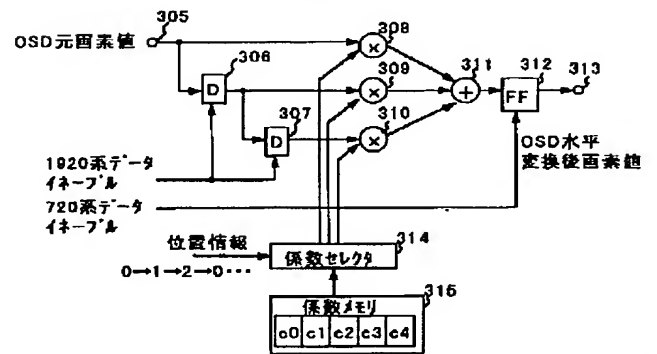 305
OSD元画素値
308
306
D
×
309
×
311
+
312
FF
313
307
D
310
×
OSD水平
変換後画素値
1920系データ
イネーブル
720系データ
イネーブル
位置情報
0→1→2→0・・・
314
係数セレクタ
315
係数メモリ
c0 c1 c2 c3 c4